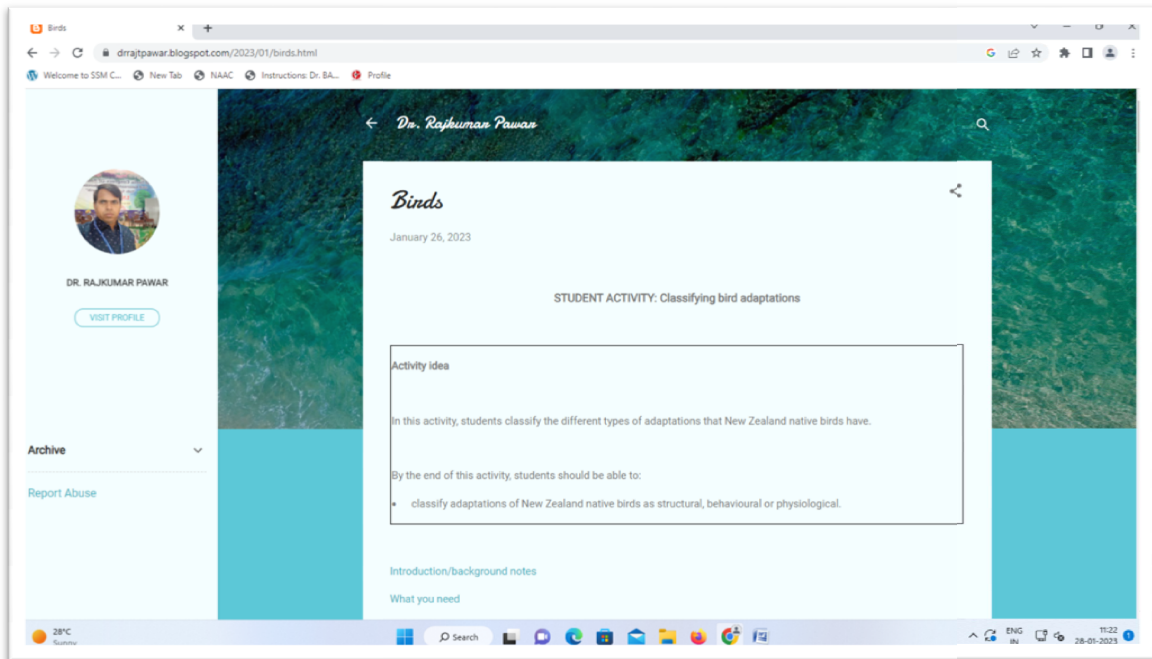 Birds
drrajtpawar.blogspot.com/2023/01/birds.html
Welcome to SSM C... New Tab NAAC Instructions: Dr. BA... Profile
Dr. Rajkumar Pawar
DR. RAJKUMAR PAWAR
VISIT PROFILE
Archive
Report Abuse
Birds
January 26, 2023
STUDENT ACTIVITY: Classifying bird adaptations
Activity idea
In this activity, students classify the different types of adaptations that New Zealand native birds have.
By the end of this activity, students should be able to:
• classify adaptations of New Zealand native birds as structural, behavioural or physiological.
Introduction/background notes
What you need
28°C
Sunny
Search
ENG
IN
11:22
28-01-2023
1